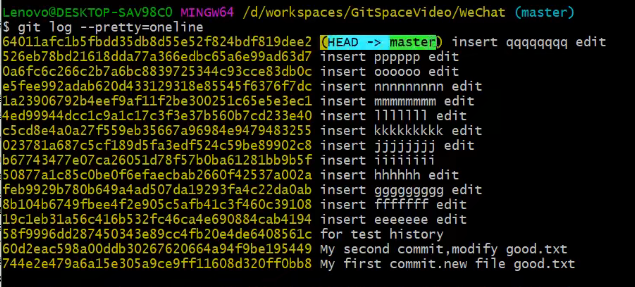 Lenovo@DESKTOP-SAV98C0 MINGW64 /d/workspaces/GitSpaceVideo/WeChat (master)
$ git log --pretty=oneline
64011afc1b5fbdd35db8d55e52f824bdf819dee2 (HEAD -> master) insert qqqqqqqq edit
526eb78bd21618dda77a366edbc65a6e99ad63d7 insert pppppp edit
0a6fc6c266c2b7a6bc8839725344c93cce83db0c insert oooooo edit
e5fee992adab620d433129318e85545f6376f7dc insert nnnnnnnnn edit
1a23906792b4eef9af11f2be300251c65e5e3ec1 insert mmmmmmmmm edit
4ed99944dcc1c9a1c17c3f3e37b560b7cd233e40 insert lllllll edit
c5cd8e4a0a27f559eb35667a96984e9479483255 insert kkkkkkkkk edit
023781a687c5cf189d5fa3edf524c59be89902c8 insert jjjjjjjj edit
b67743477e07ca26051d78f57b0ba61281bb9b5f insert iiiiiiii
50877a1c85c0be0f6efaecbab2660f42537a002a insert hhhhhh edit
feb9929b780b649a4ad507da19293fa4c22da0ab insert ggggggggg edit
8b104b6749fbee4f2e905c5afb41c3f460c39108 insert fffffff edit
19c1eb31a56c416b532fc46ca4e690884cab4194 insert eeeeeee edit
58f9996dd287450343e89cc4fb20e4de6408561c for test history
60d2eac598a00ddb30267620664a94f9be195449 My second commit,modify good.txt
744e2e479a6a15e305a9ce9ff11608d320ff0bb8 My first commit.new file good.txt